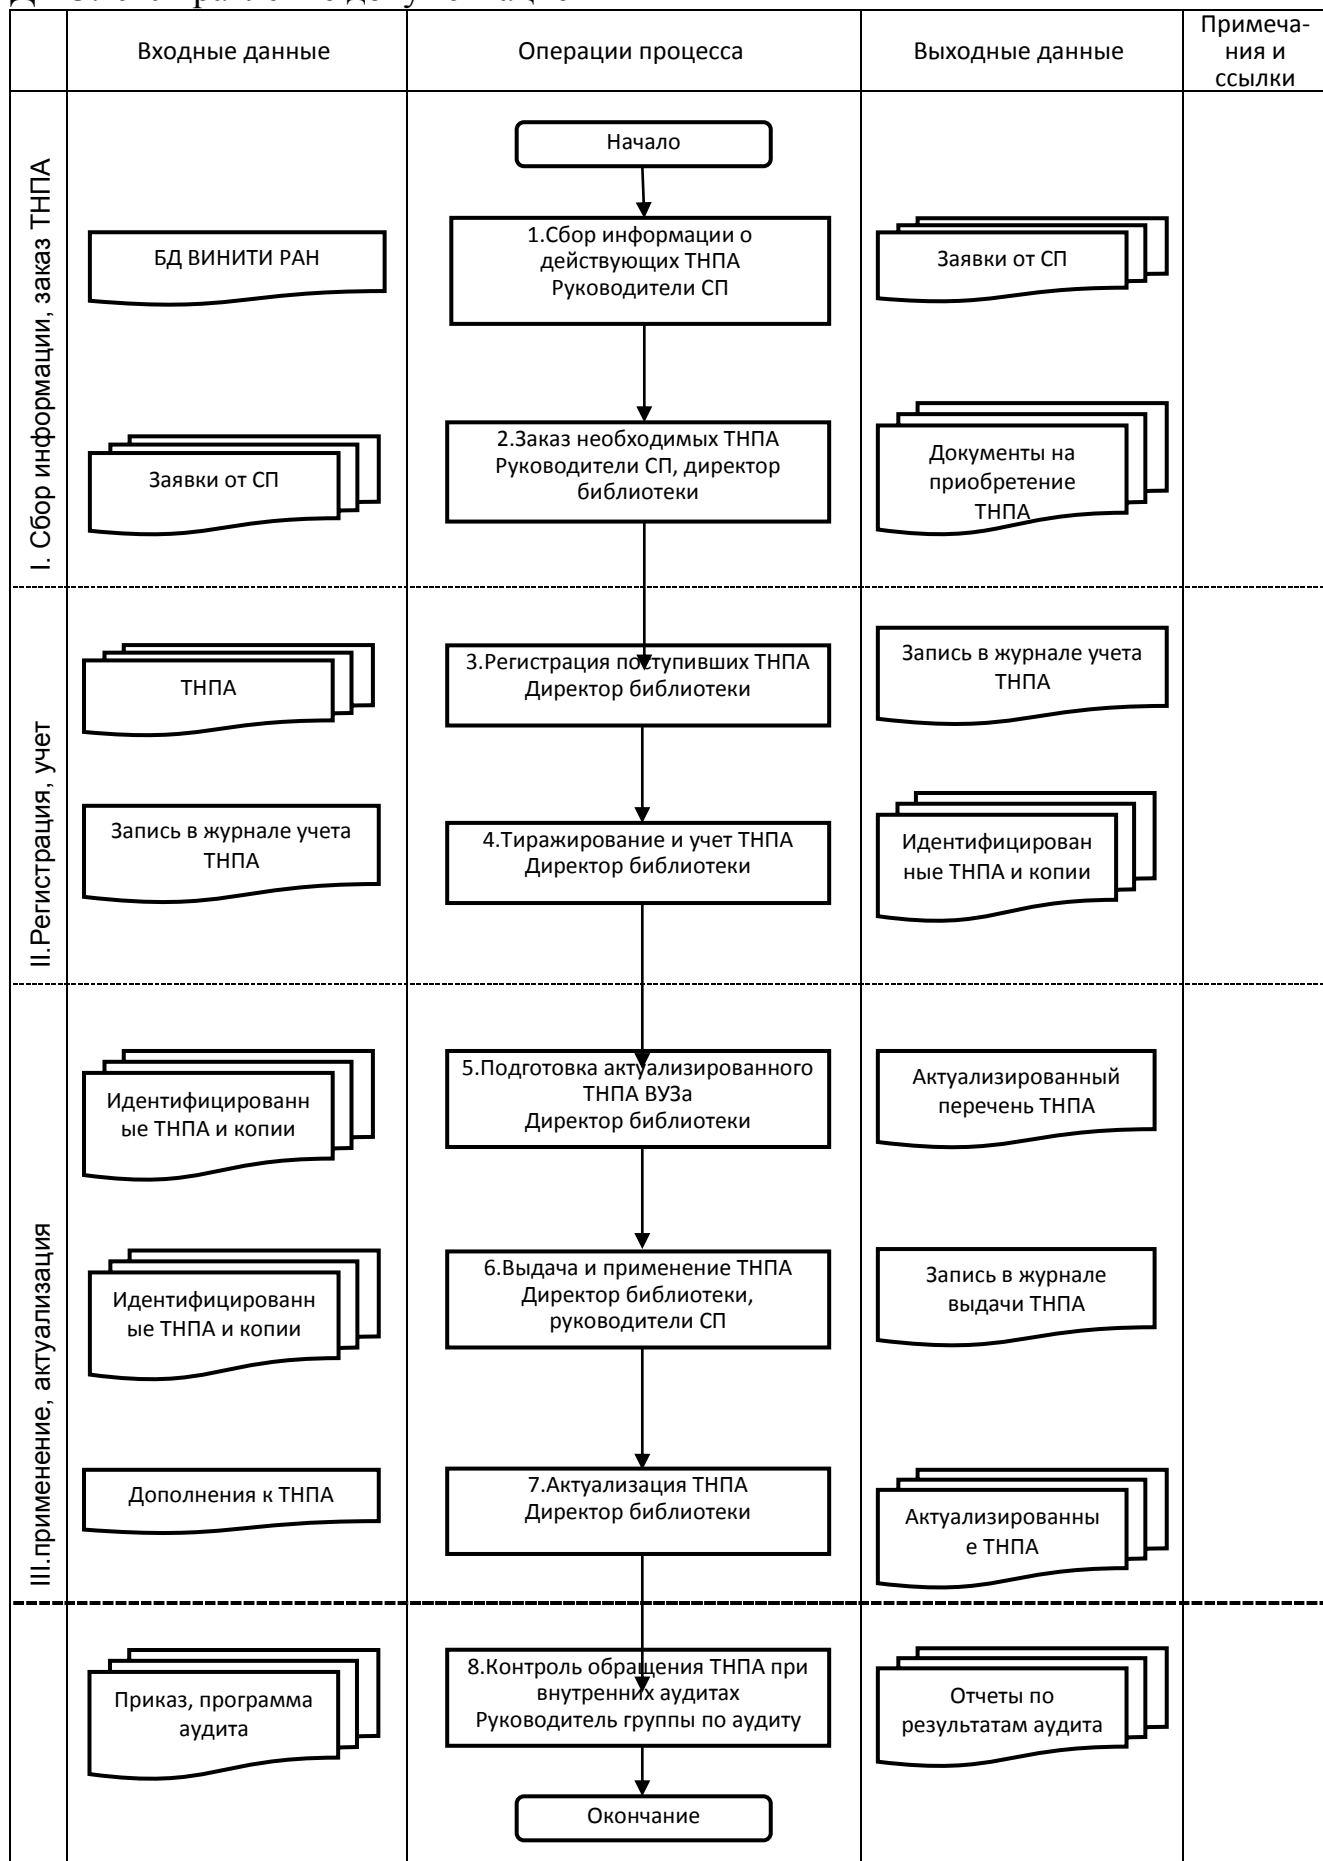 Входные данные
Операции процесса
Выходные данные
Примеча-
ния и
ссылки
I. Сбор информации, заказ ТНПА
Начало
БД ВИНИТИ РАН
1.Сбор информации о
действующих ТНПА
Руководители СП
Заявки от СП
Заявки от СП
2.Заказ необходимых ТНПА
Руководители СП, директор
библиотеки
Документы на
приобретение
ТНПА
II.Регистрация, учет
ТНПА
3.Регистрация поступивших ТНПА
Директор библиотеки
Запись в журнале учета
ТНПА
Запись в журнале учета
ТНПА
4.Тиражирование и учет ТНПА
Директор библиотеки
Идентифицирован
ные ТНПА и копии
III.применение, актуализация
Идентифицированн
ые ТНПА и копии
5.Подготовка актуализированного
ТНПА ВУЗа
Директор библиотеки
Актуализированный
перечень ТНПА
Идентифицированн
ые ТНПА и копии
6.Выдача и применение ТНПА
Директор библиотеки,
руководители СП
Запись в журнале
выдачи ТНПА
Дополнения к ТНПА
7.Актуализация ТНПА
Директор библиотеки
Актуализированны
е ТНПА
Приказ, программа
аудита
8.Контроль обращения ТНПА при
внутренних аудитах
Руководитель группы по аудиту
Отчеты по
результатам аудита
Окончание